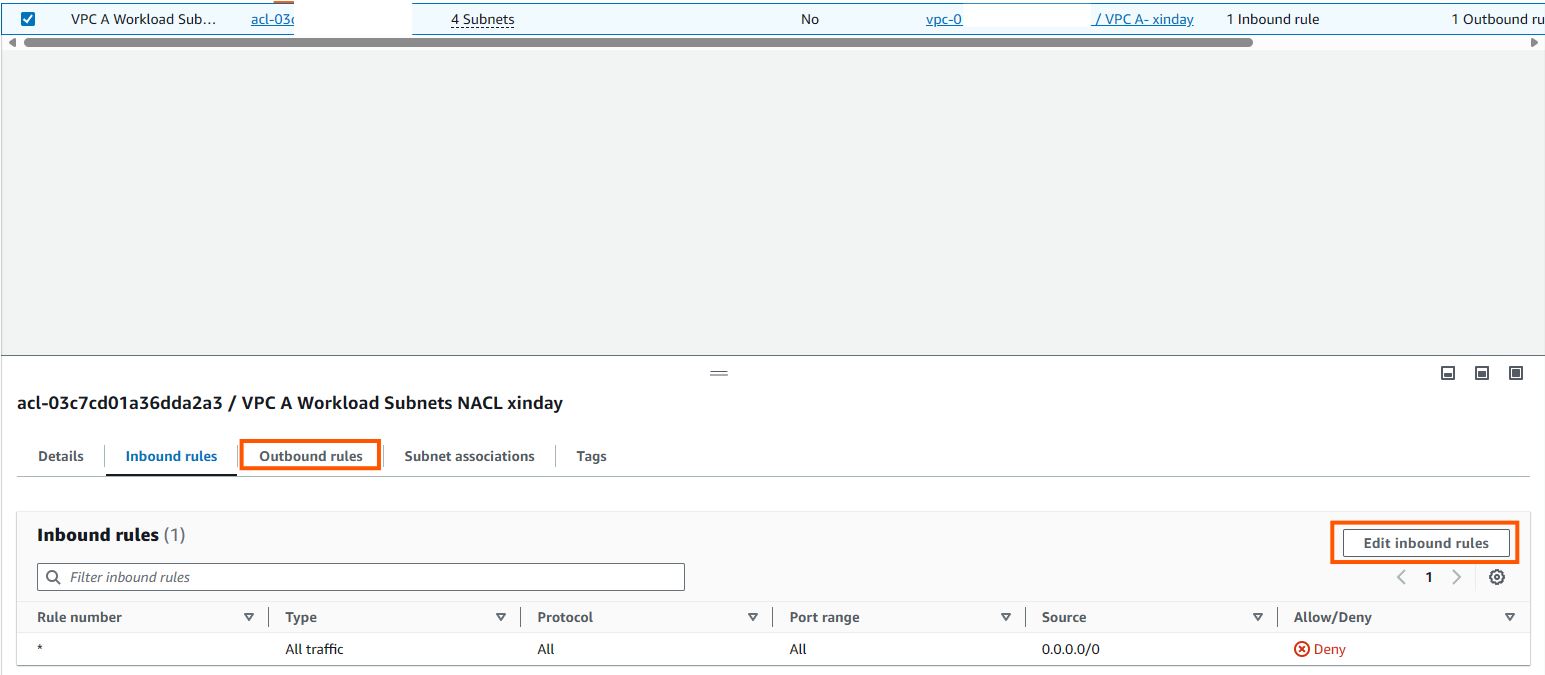 VPC A Workload Sub… acl-03c 4 Subnets No vpc-0 / VPC A- xinday 1 Inbound rule 1 Outbound ru
acl-03c7cd01a36dda2a3 / VPC A Workload Subnets NACL xinday
Details Inbound rules Outbound rules Subnet associations Tags
Inbound rules (1)
Edit inbound rules
Filter inbound rules
1
Rule number Type Protocol Port range Source Allow/Deny
* All traffic All All 0.0.0.0/0 Deny